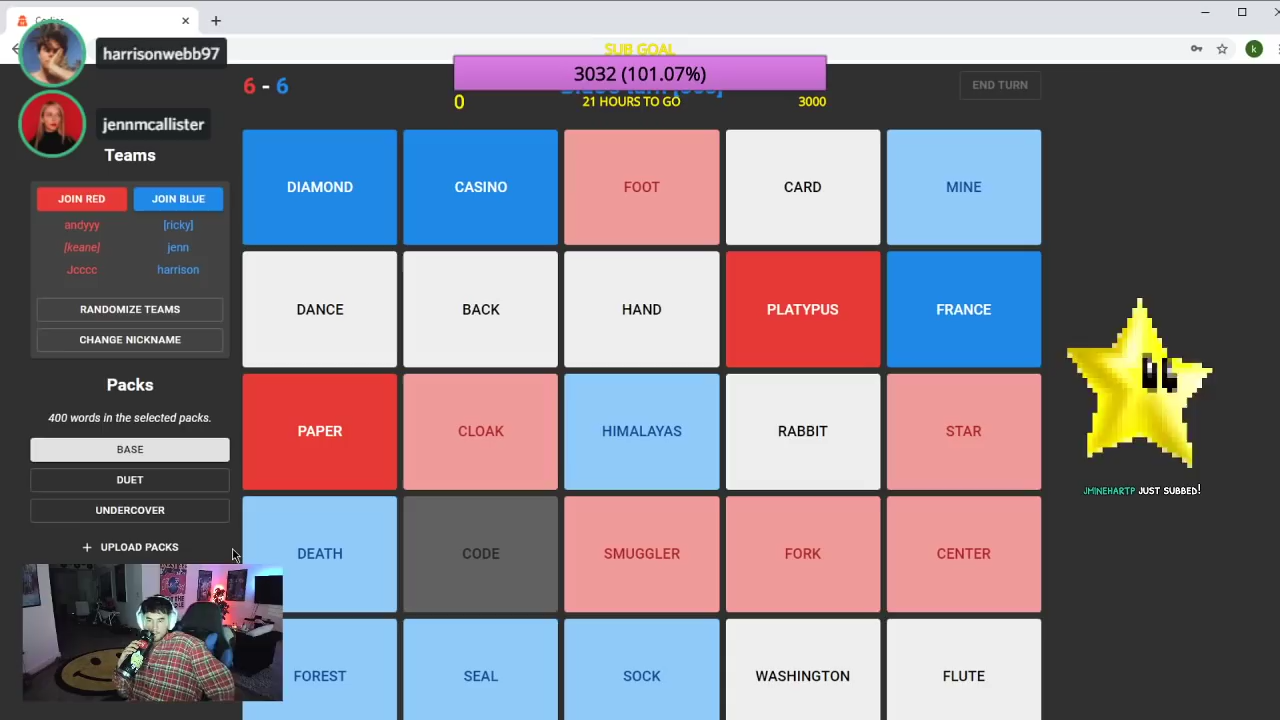 harrisonwebb97
jennmcallister
SUB GOAL
3032 (101.07%)
0
21 HOURS TO GO
3000
6 - 6
END TURN
Teams
JOIN RED
JOIN BLUE
andyyy
[ricky]
[keane]
jenn
Jcccc
harrison
RANDOMIZE TEAMS
CHANGE NICKNAME
Packs
400 words in the selected packs.
BASE
DUET
UNDERCOVER
+ UPLOAD PACKS
DIAMOND
CASINO
FOOT
CARD
MINE
DANCE
BACK
HAND
PLATYPUS
FRANCE
PAPER
CLOAK
HIMALAYAS
RABBIT
STAR
DEATH
CODE
SMUGGLER
FORK
CENTER
FOREST
SEAL
SOCK
WASHINGTON
FLUTE
JMINEHARTP JUST SUBBED!
k